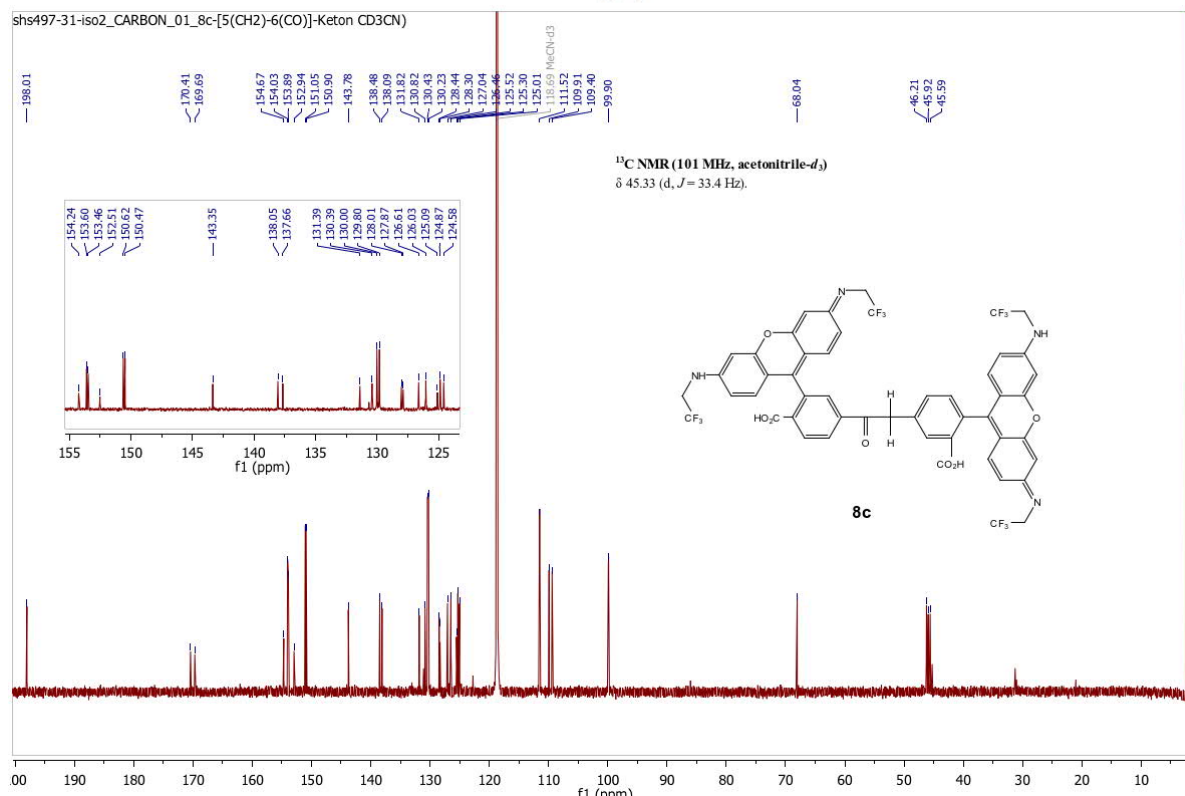 shs497-31-iso2_CARBON_01_8c-[5(CH2)-6(CO)]-Keton CD3CN)
198.01
170.41
169.69
154.67
154.03
153.89
152.94
151.05
150.90
143.78
138.48
138.09
131.82
130.82
130.43
130.23
128.44
128.30
127.04
126.46
125.52
125.30
125.01
118.69 MeCN-d3
111.52
109.91
109.40
99.90
68.04
46.21
45.92
45.59
¹³C NMR (101 MHz, acetonitrile-d₃)
δ 45.33 (d, J = 33.4 Hz).
154.24
153.60
153.46
152.51
150.62
150.47
143.35
138.05
137.66
131.39
130.39
130.00
129.80
128.01
127.87
126.61
126.03
125.09
124.87
124.58
155 150 145 140 135 130 125
f1 (ppm)
N
CF₃
O
NH
CF₃
HO₂C
O
H
H
CF₃
NH
O
CO₂H
N
CF₃
8c
00 190 180 170 160 150 140 130 120 110 100 90 80 70 60 50 40 30 20 10
f1 (ppm)